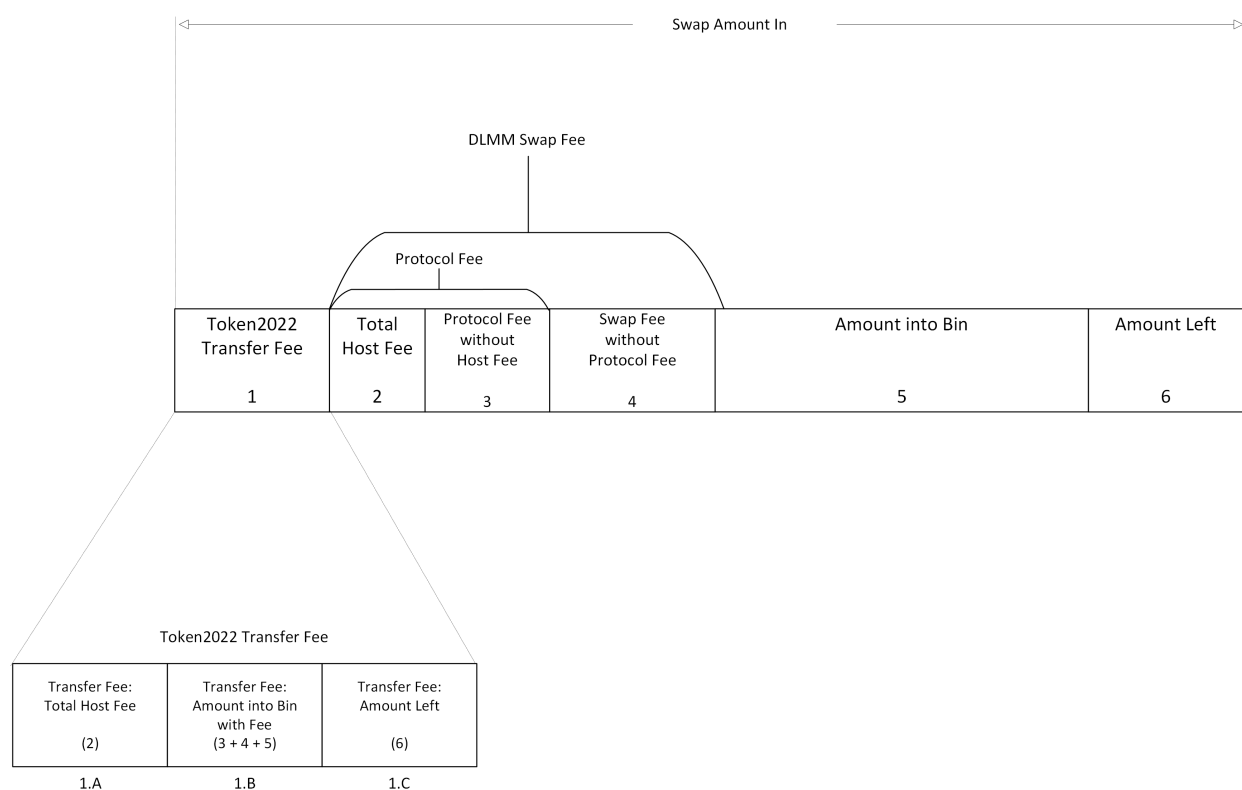 Swap Amount In
DLMM Swap Fee
Protocol Fee
Token2022
Transfer Fee
1
Total
Host Fee
2
Protocol Fee
without
Host Fee
3
Swap Fee
without
Protocol Fee
4
Amount into Bin
5
Amount Left
6
Token2022 Transfer Fee
Transfer Fee:
Total Host Fee
(2)
Transfer Fee:
Amount into Bin
with Fee
(3 + 4 + 5)
Transfer Fee:
Amount Left
(6)
1.A
1.B
1.C